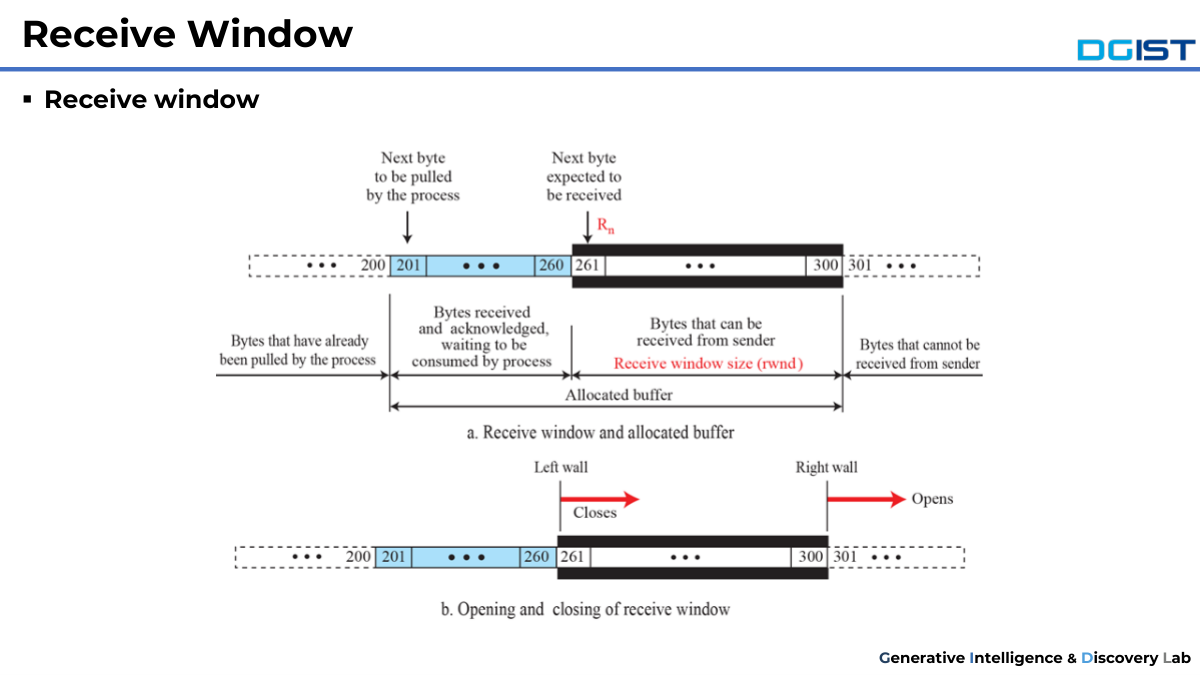 Receive Window
DGIST
▪ Receive window
Next byte
to be pulled
by the process
Next byte
expected to
be received
Rn
••• 200 201 ••• 260 261 ••• 300 301 •••
Bytes that have already
been pulled by the process
Bytes received
and acknowledged,
waiting to be
consumed by process
Bytes that can be
received from sender
Receive window size (rwnd)
Bytes that cannot be
received from sender
Allocated buffer
a. Receive window and allocated buffer
Left wall
Right wall
Closes
Opens
••• 200 201 ••• 260 261 ••• 300 301 •••
b. Opening and closing of receive window
Generative Intelligence & Discovery Lab